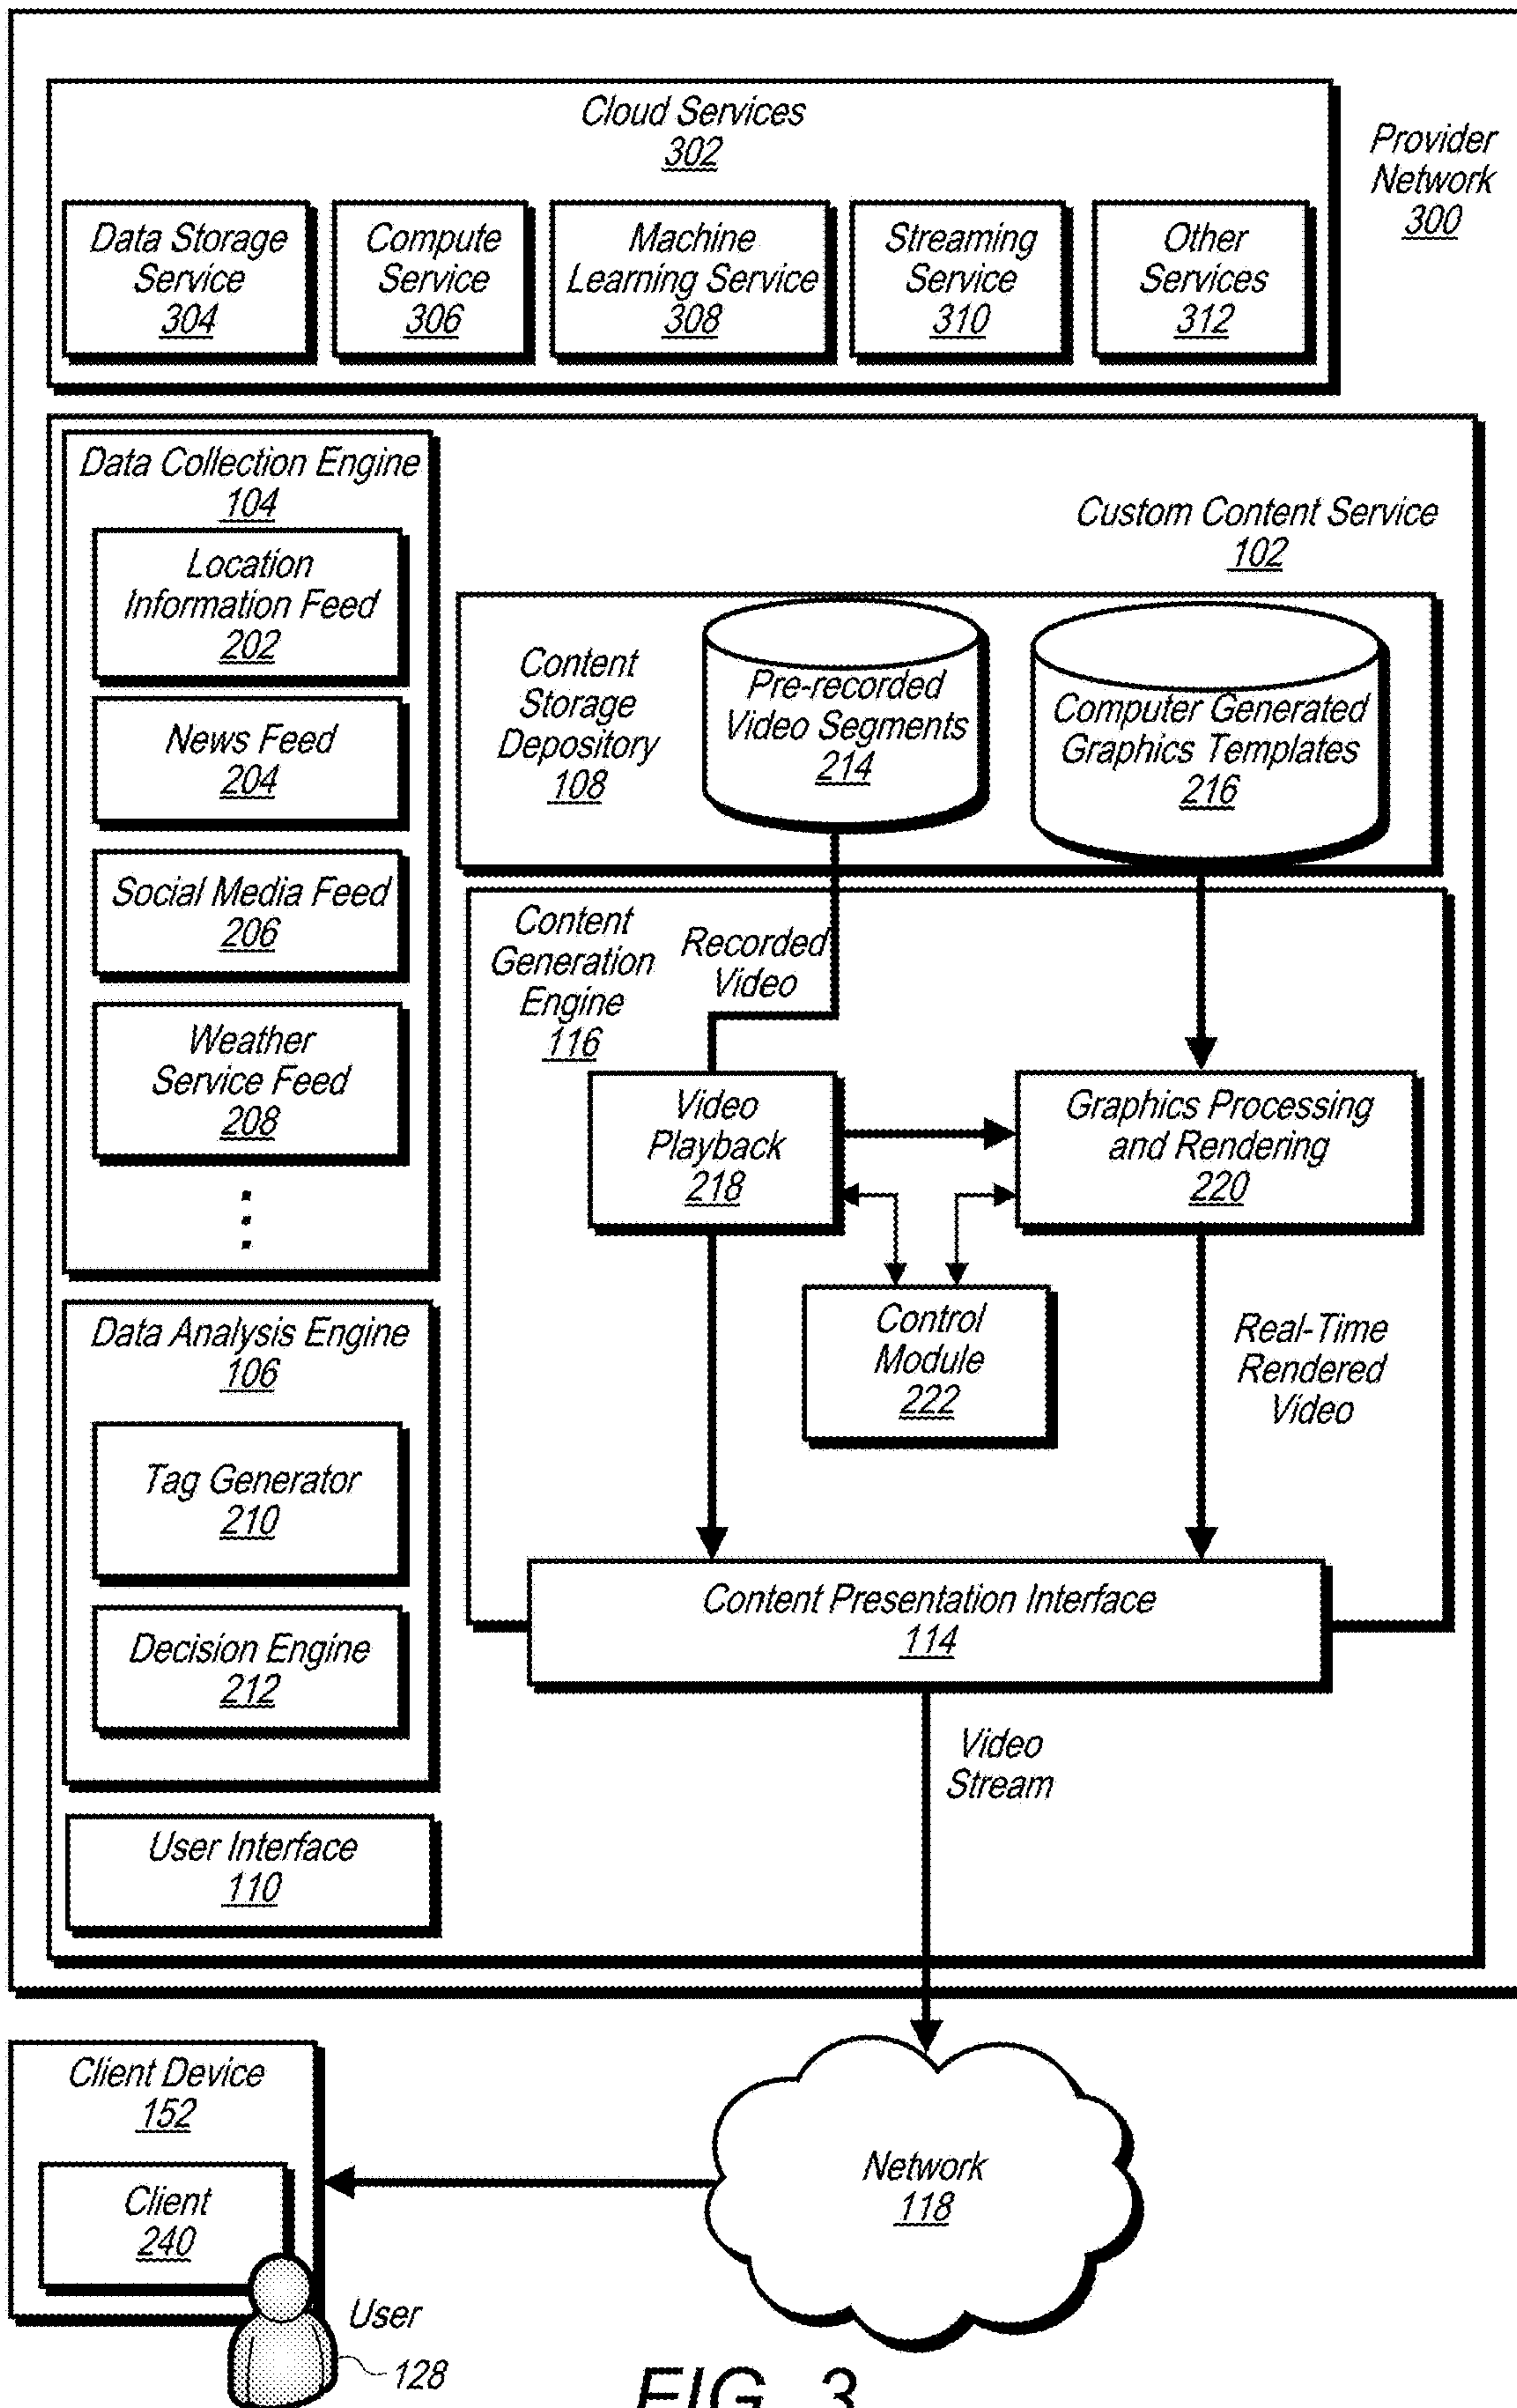 Cloud Services
302
Provider
Network
300
Data Storage
Service
304
Compute
Service
306
Machine
Learning Service
308
Streaming
Service
310
Other
Services
312
Data Collection Engine
104
Location
Information Feed
202
News Feed
204
Social Media Feed
206
Weather
Service Feed
208
Custom Content Service
102
Content
Storage
Depository
108
Pre-recorded
Video Segments
214
Computer Generated
Graphics Templates
216
Content
Generation
Engine
116
Recorded
Video
Video
Playback
218
Graphics Processing
and Rendering
220
Control
Module
222
Real-Time
Rendered
Video
Data Analysis Engine
106
Tag Generator
210
Decision Engine
212
Content Presentation Interface
114
Video
Stream
User Interface
110
Client Device
152
Client
240
User
128
Network
118
FIG. 3